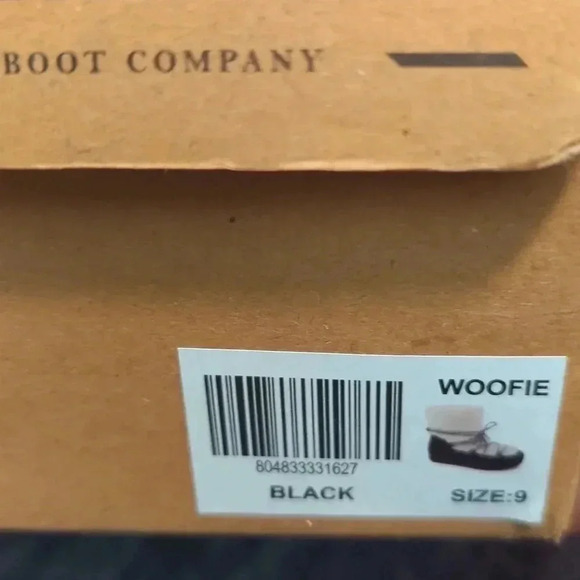 BOOT COMPANY
WOOFIE
804833331627
BLACK
SIZE:9